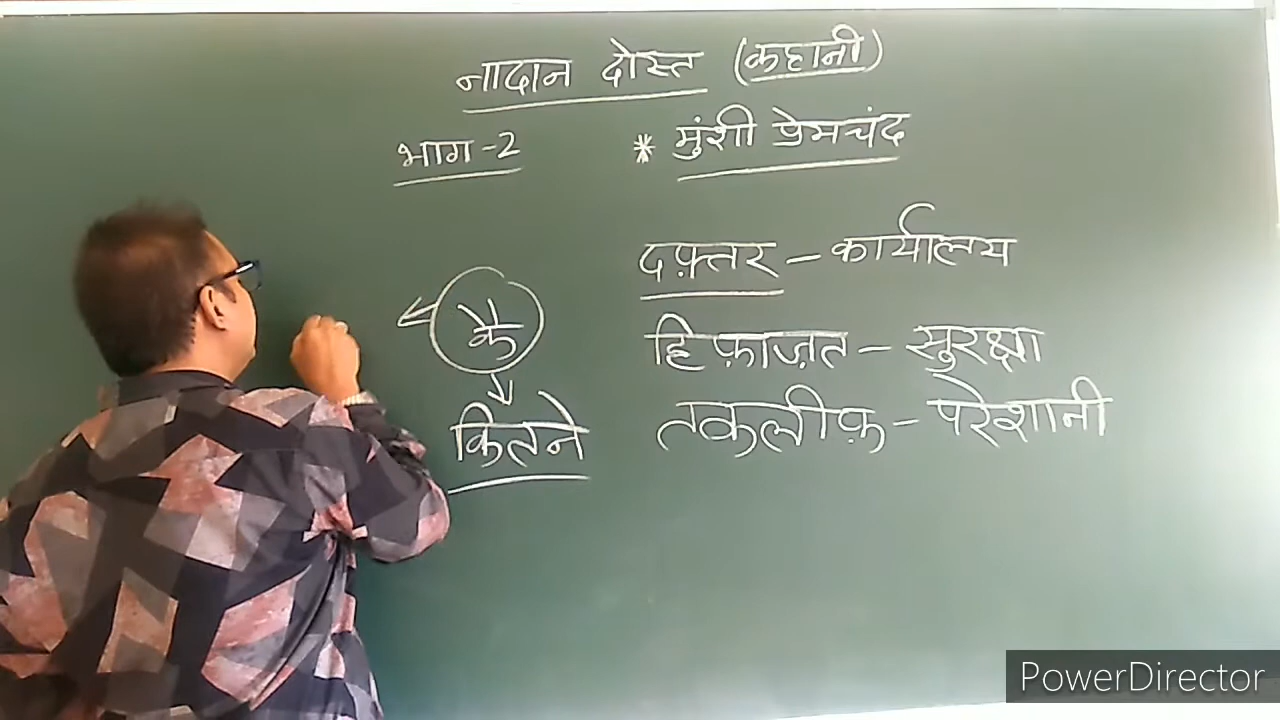 नादान दोस्त (कहानी)
भाग -2 * मुंशी प्रेमचंद
दफ़्तर – कार्यालय
कै
हिफ़ाज़त – सुरक्षा
कितने
तकलीफ़ – परेशानी
PowerDirector